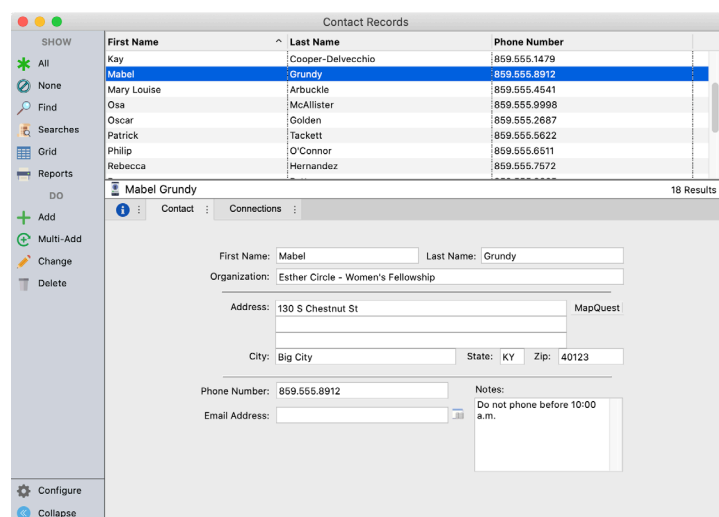 Contact Records
SHOW
All
None
Find
Searches
Grid
Reports
DO
Add
Multi-Add
Change
Delete
Configure
Collapse
First Name ^ Last Name Phone Number
Kay Cooper-Delvecchio 859.555.1479
Mabel Grundy 859.555.8912
Mary Louise Arbuckle 859.555.4541
Osa McAllister 859.555.9998
Oscar Golden 859.555.2687
Patrick Tackett 859.555.5622
Philip O'Connor 859.555.6511
Rebecca Hernandez 859.555.7572
Mabel Grundy 18 Results
Contact Connections
First Name: Mabel Last Name: Grundy
Organization: Esther Circle - Women's Fellowship
Address: 130 S Chestnut St MapQuest
City: Big City State: KY Zip: 40123
Phone Number: 859.555.8912 Notes:
Do not phone before 10:00
a.m.
Email Address: